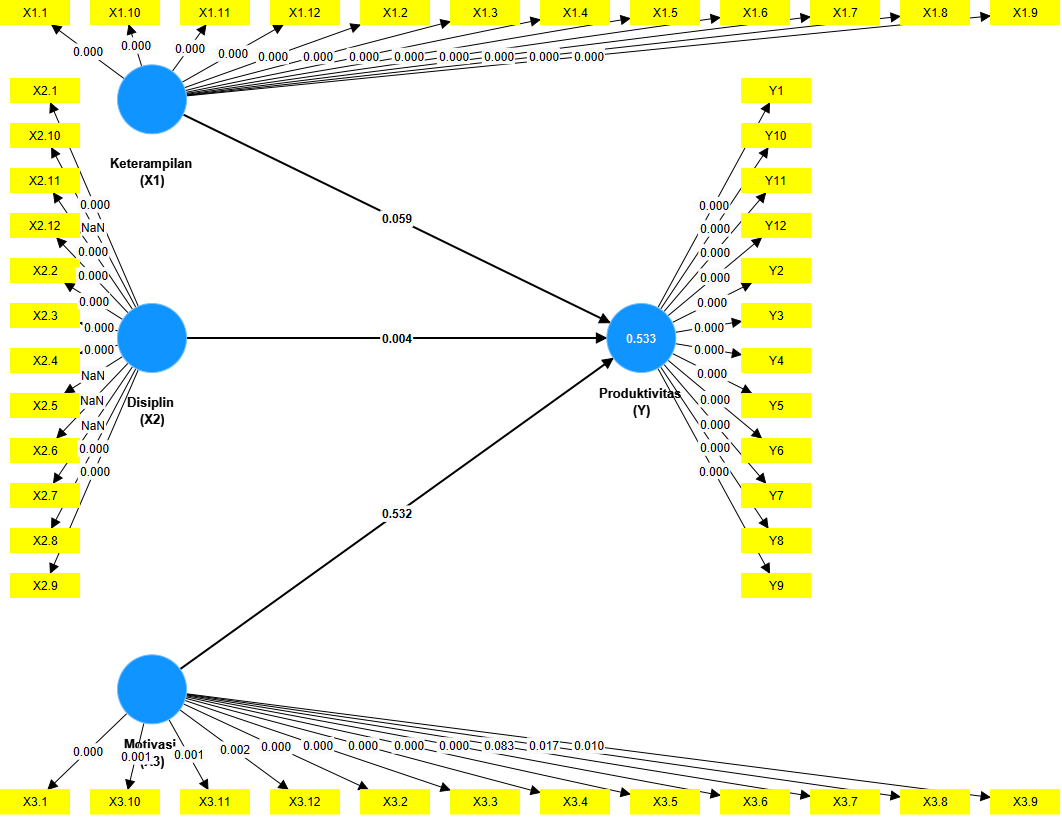 X1.1 X1.10 X1.11 X1.12 X1.2 X1.3 X1.4 X1.5 X1.6 X1.7 X1.8 X1.9
0.000 0.000 0.000 0.000 0.000 0.000 0.000 0.000 0.000 0.000 0.000 0.000
Keterampilan
(X1)
X2.1
X2.10
X2.11
X2.12
X2.2
X2.3
X2.4
X2.5
X2.6
X2.7
X2.8
X2.9
0.000
NaN
0.000
0.000
0.000
0.000
0.000
NaN
NaN
NaN
0.000
0.000
Disiplin
(X2)
0.059
0.004
0.532
0.533
Produktivitas
(Y)
0.000
0.000
0.000
0.000
0.000
0.000
0.000
0.000
0.000
0.000
0.000
0.000
Y1
Y10
Y11
Y12
Y2
Y3
Y4
Y5
Y6
Y7
Y8
Y9
Motivasi
(X3)
0.000 0.001 0.001 0.002 0.000 0.000 0.000 0.000 0.000 0.083 0.017 0.010
X3.1 X3.10 X3.11 X3.12 X3.2 X3.3 X3.4 X3.5 X3.6 X3.7 X3.8 X3.9